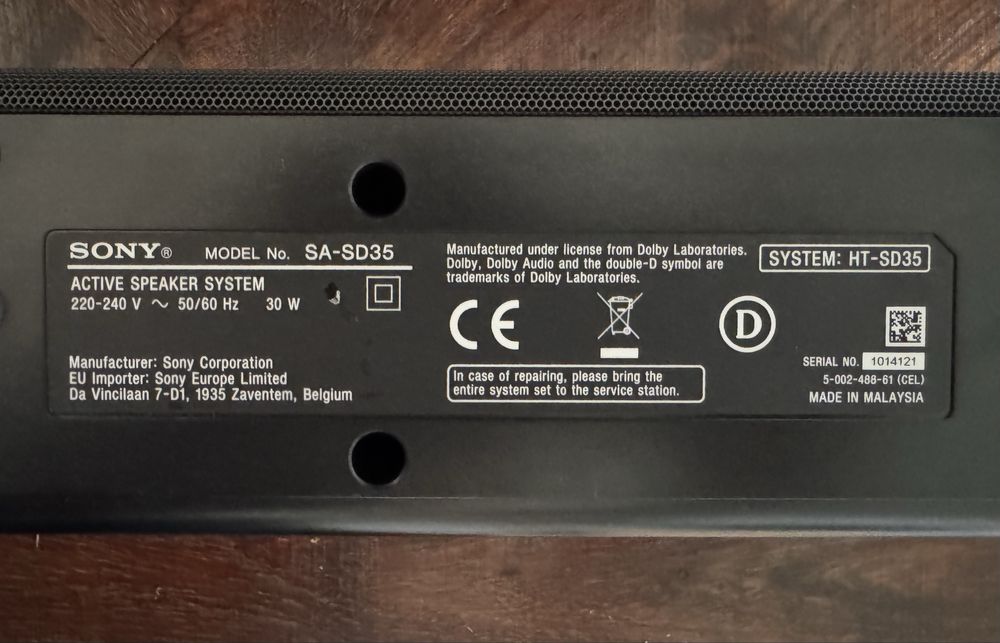 SONY® MODEL No. SA-SD35
ACTIVE SPEAKER SYSTEM
220-240 V ~ 50/60 Hz 30 W
Manufacturer: Sony Corporation
EU Importer: Sony Europe Limited
Da Vincilaan 7-D1, 1935 Zaventem, Belgium
Manufactured under license from Dolby Laboratories.
Dolby, Dolby Audio and the double-D symbol are
trademarks of Dolby Laboratories.
CE
D
In case of repairing, please bring the
entire system set to the service station.
SYSTEM: HT-SD35
SERIAL NO. 1014121
5-002-488-61 (CEL)
MADE IN MALAYSIA